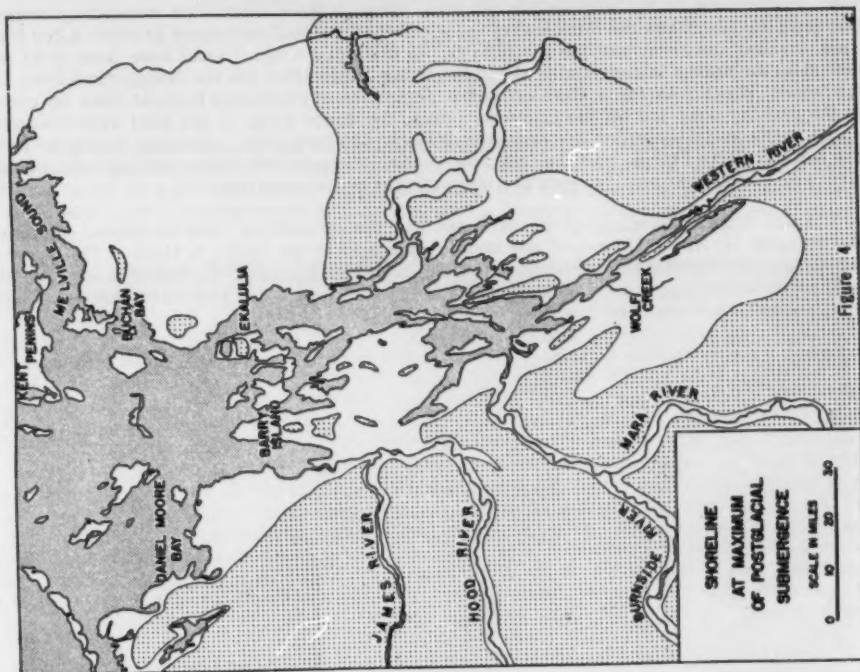 KENT
PENINS
MELVILLE SOUND
BUCHAN
BAY
EKALULIA
DANIEL MOORE
BAY
BARRY
ISLAND
JAMES RIVER
HOOD RIVER
BURNSIDE RIVER
MARA RIVER
WOLF
CREEK
WESTERN RIVER
SHORELINE
AT MAXIMUM
OF POSTGLACIAL
SUBMERGENCE
SCALE IN MILES
0 10 20 30
Figure 4